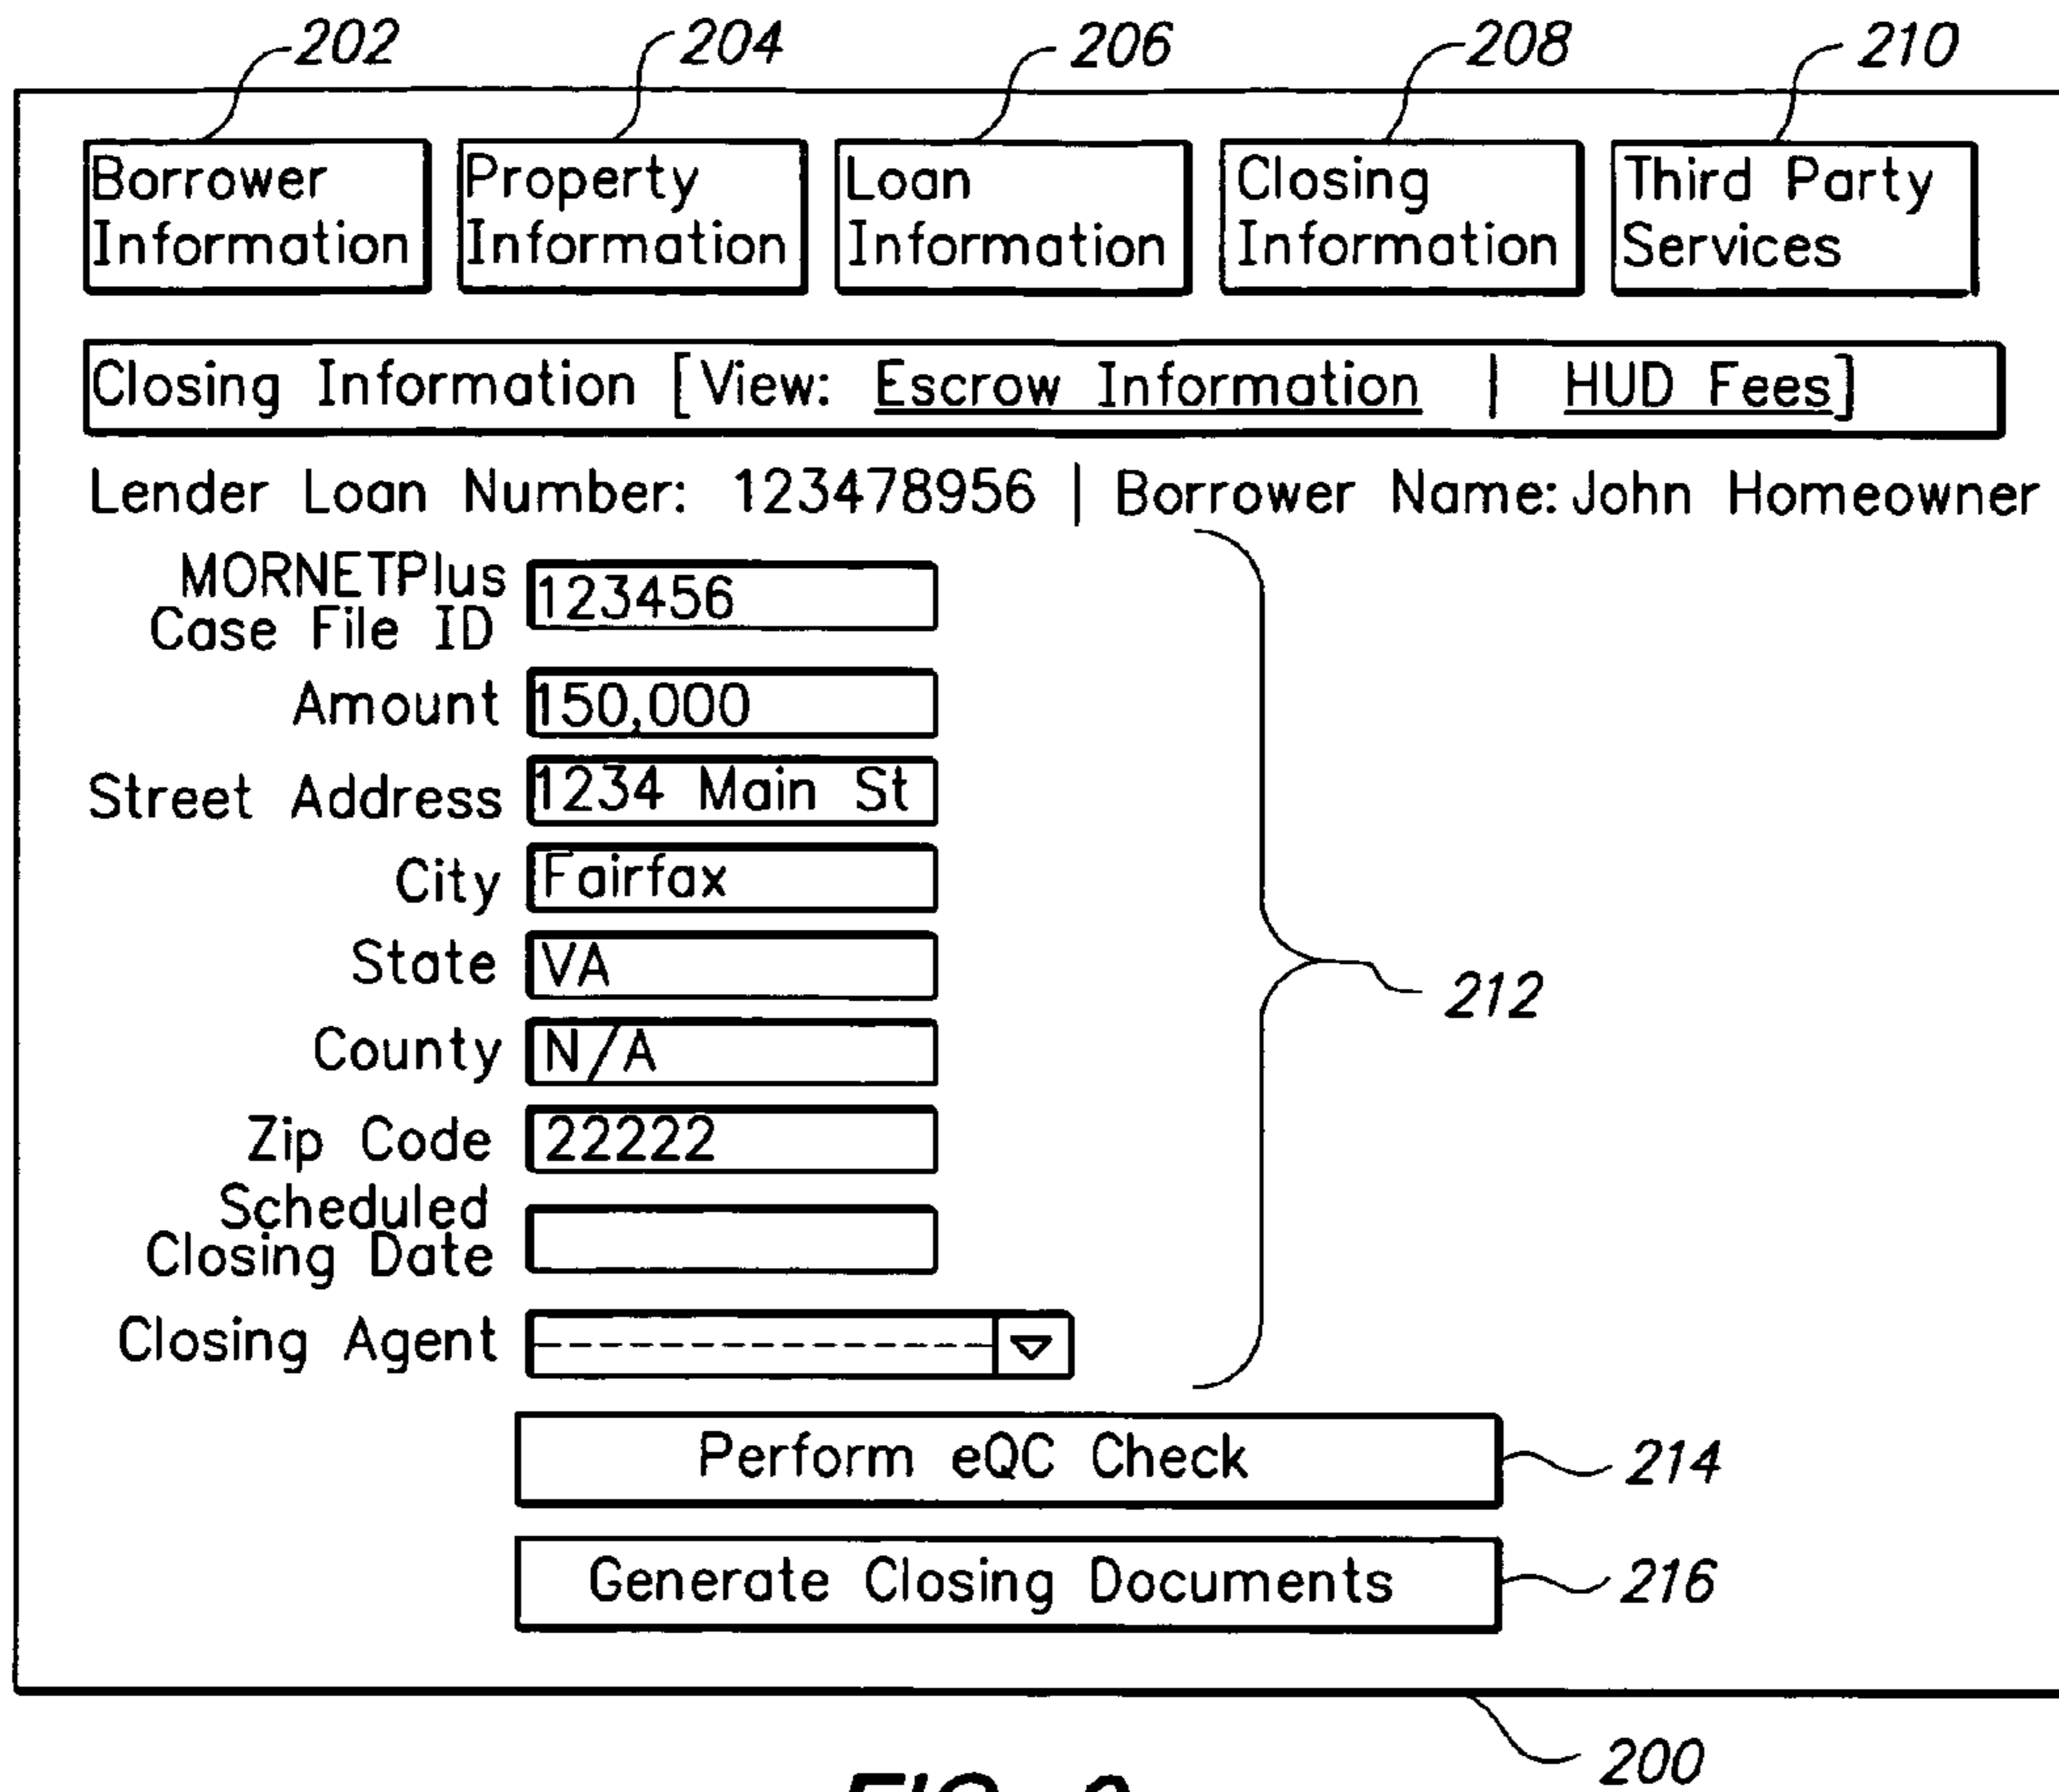 202 204 206 208 210
Borrower Information
Property Information
Loan Information
Closing Information
Third Party Services
Closing Information [View: Escrow Information | HUD Fees]
Lender Loan Number: 123478956 | Borrower Name: John Homeowner
MORNETPlus
Case File ID 123456
Amount 150,000
Street Address 1234 Main St
City Fairfax
State VA
212
County N/A
Zip Code 22222
Scheduled
Closing Date
Closing Agent
Perform eQC Check 214
Generate Closing Documents 216
200